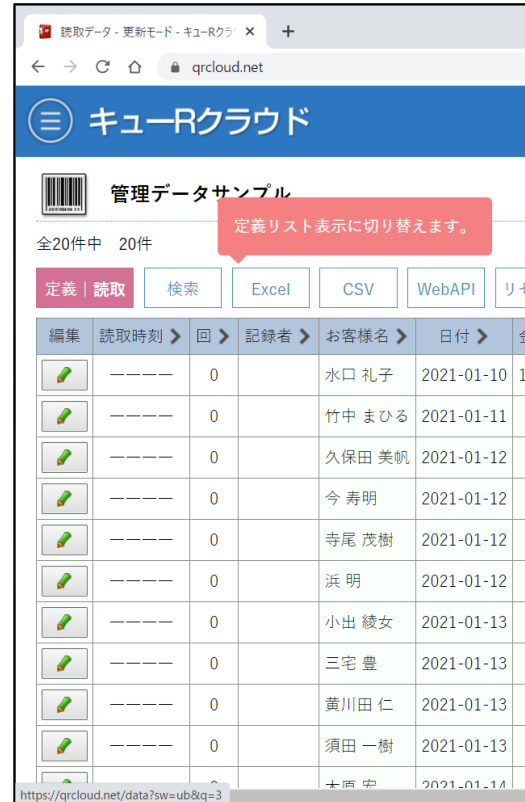 読取データ - 更新モード - キューRクラ
qrcloud.net
キューRクラウド
管理データサンプル
定義リスト表示に切り替えます。
全20件中 20件
定義｜読取 検索 Excel CSV WebAPI リセ
編集 読取時刻 回 記録者 お客様名 日付 金
ーーーー 0 水口 礼子 2021-01-10 1
ーーーー 0 竹中 まひる 2021-01-11
ーーーー 0 久保田 美帆 2021-01-12
ーーーー 0 今 寿明 2021-01-12
ーーーー 0 寺尾 茂樹 2021-01-12
ーーーー 0 浜 明 2021-01-12
ーーーー 0 小出 綾女 2021-01-13
ーーーー 0 三宅 豊 2021-01-13
ーーーー 0 黄川田 仁 2021-01-13
ーーーー 0 須田 一樹 2021-01-13
0 大原 宏 2021-01-14
https://qrcloud.net/data?sw=ub&q=3